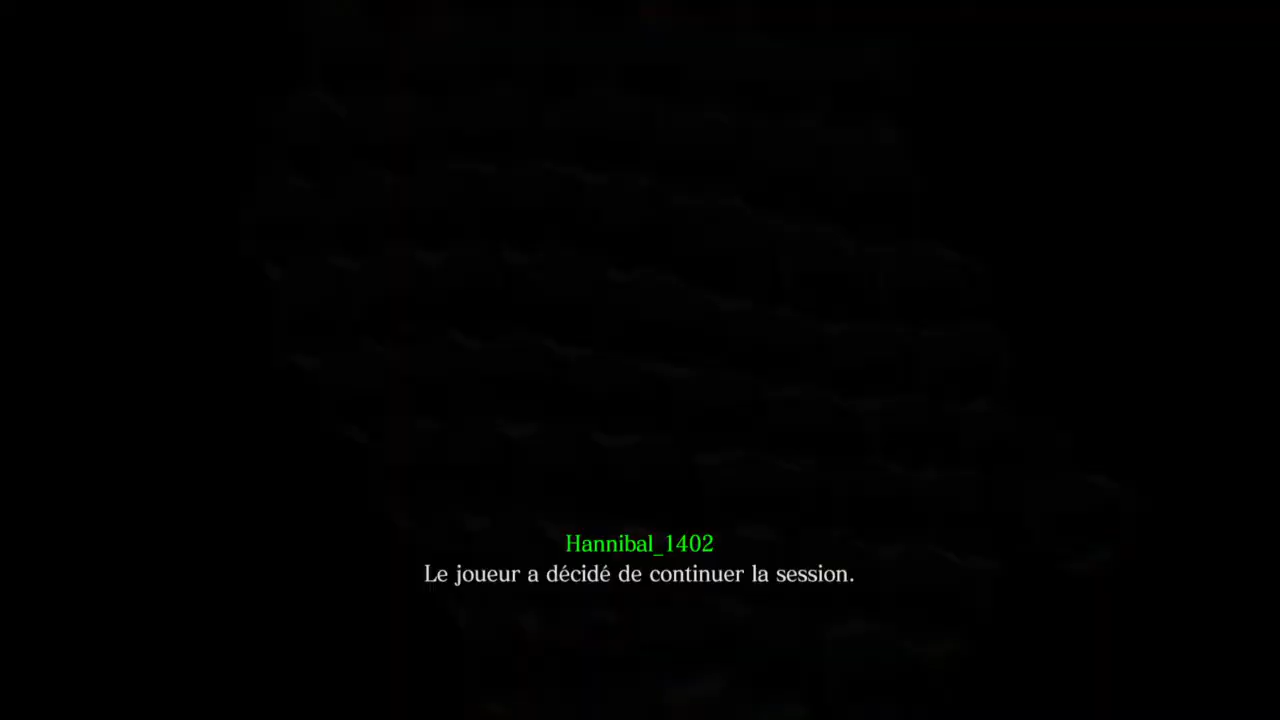 Hannibal_1402
Le joueur a décidé de continuer la session.